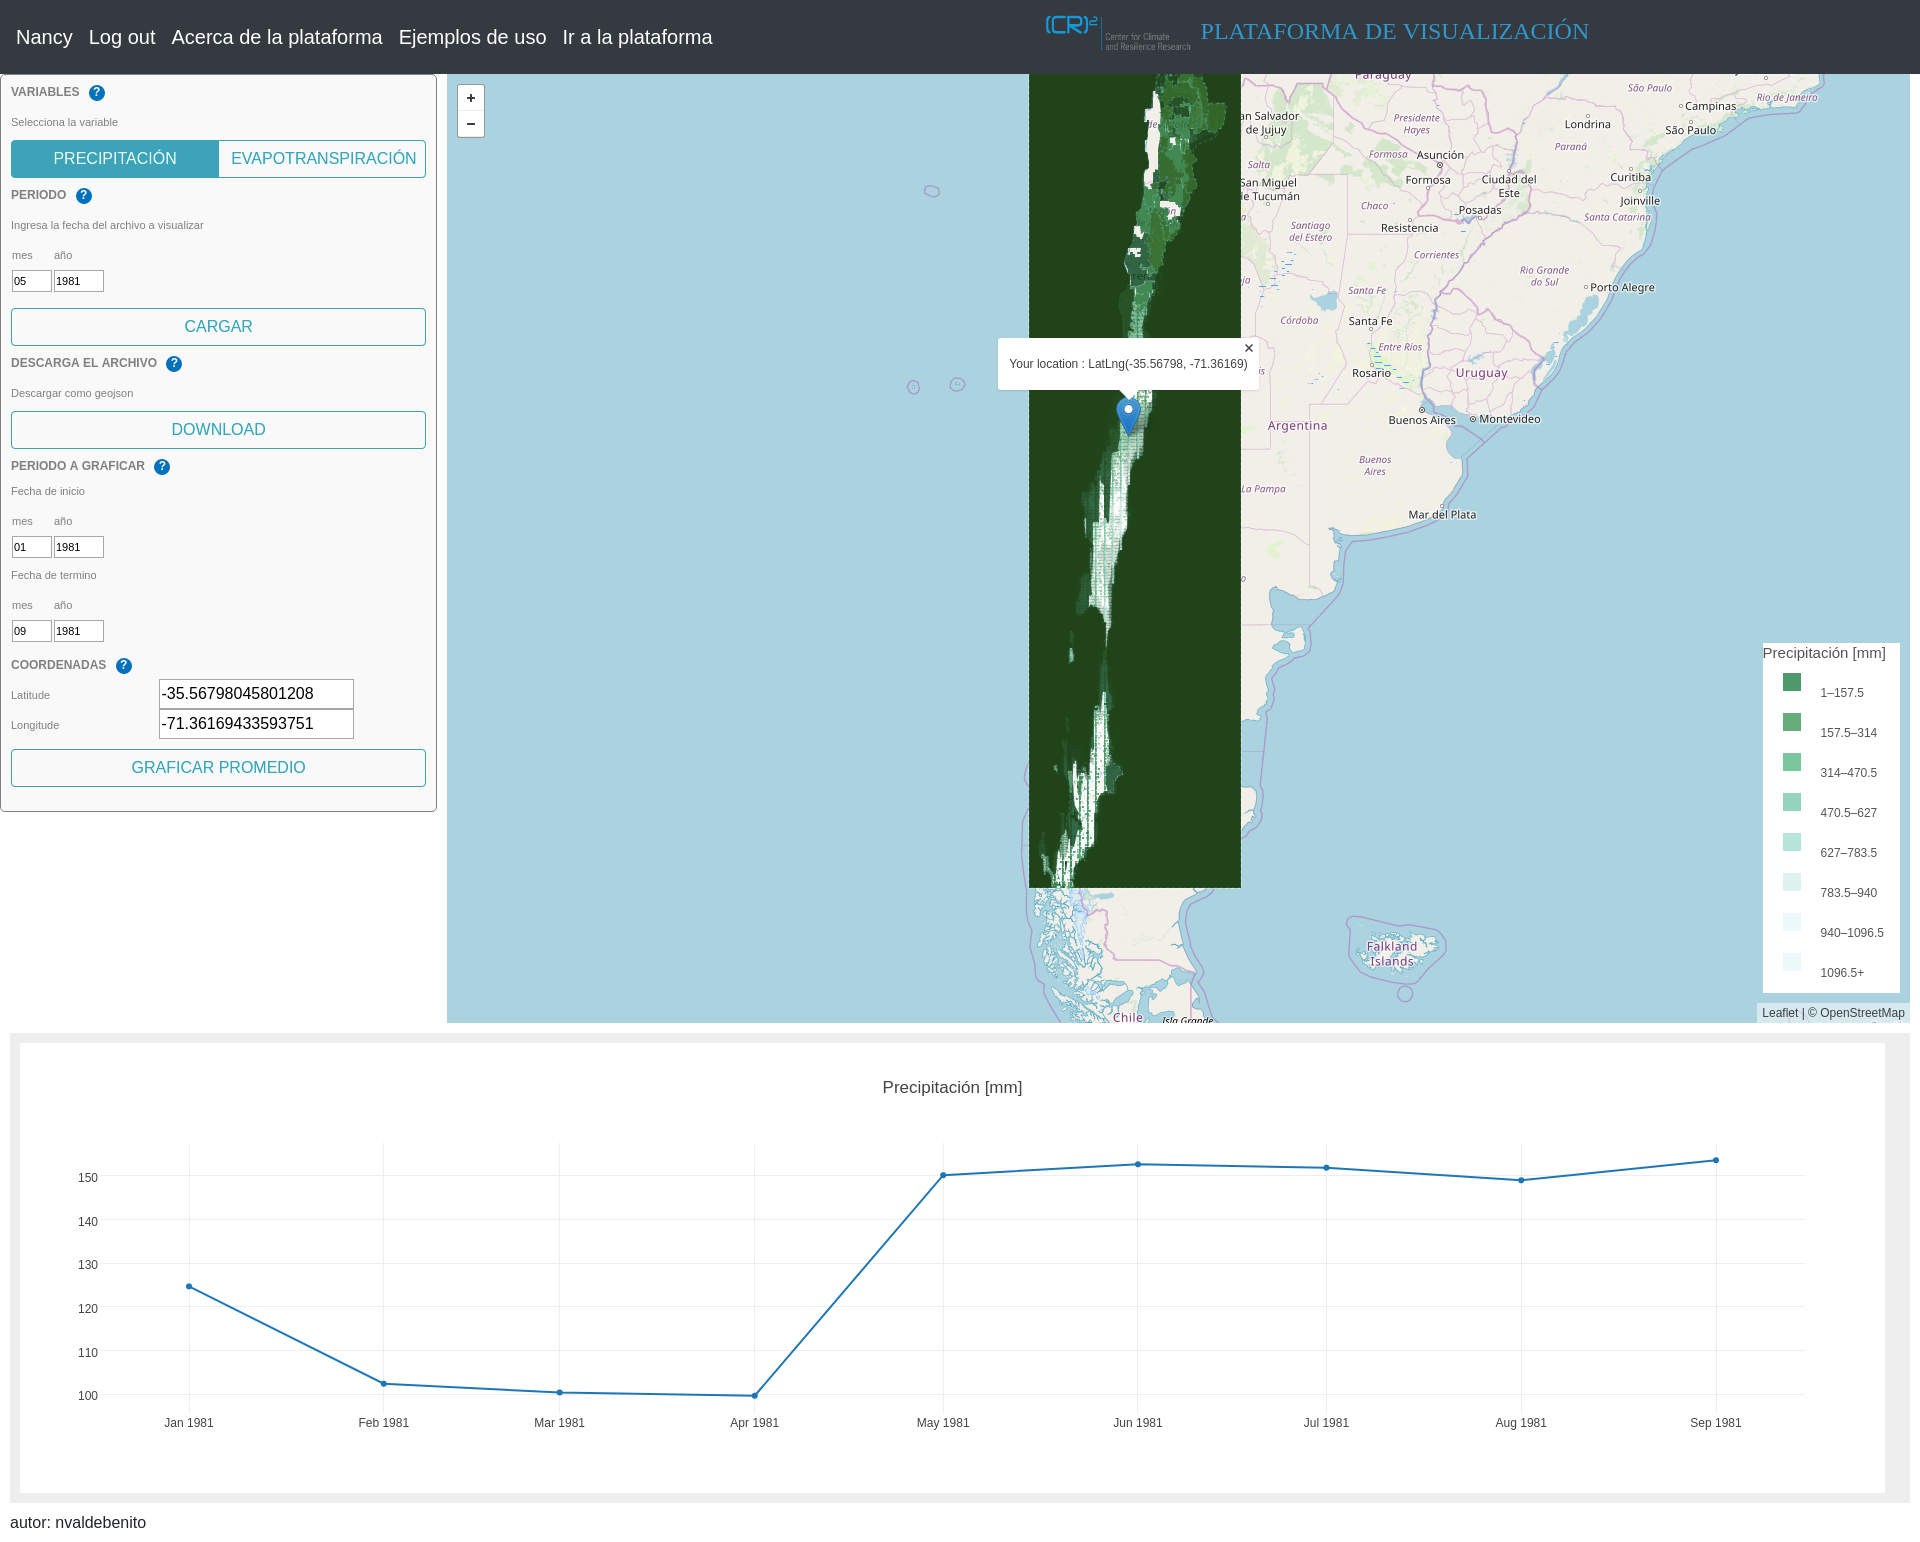 Nancy Log out Acerca de la plataforma Ejemplos de uso Ir a la plataforma
(CR)2 Center for Climate and Resilience Research
PLATAFORMA DE VISUALIZACIÓN
VARIABLES ?
Selecciona la variable
PRECIPITACIÓN EVAPOTRANSPIRACIÓN
PERIODO ?
Ingresa la fecha del archivo a visualizar
mes año
05 1981
CARGAR
DESCARGA EL ARCHIVO ?
Descargar como geojson
DOWNLOAD
PERIODO A GRAFICAR ?
Fecha de inicio
mes año
01 1981
Fecha de termino
mes año
09 1981
COORDENADAS ?
Latitude -35.56798045801208
Longitude -71.36169433593751
GRAFICAR PROMEDIO
+
−
Paraguay
São Paulo
Rio de Janeiro
Campinas
an Salvador
de Jujuy
Presidente
Hayes
Londrina
São Paulo
Paraná
Salta
Formosa
Asunción
San Miguel
de Tucumán
Formosa
Ciudad del
Este
Curitiba
Chaco
Posadas
Joinville
Santa Catarina
Santiago
del Estero
Resistencia
Corrientes
Rio Grande
do Sul
Santa Fe
Porto Alegre
Córdoba
Santa Fe
Entre Ríos
Rosario
Uruguay
Your location : LatLng(-35.56798, -71.36169)
×
Argentina
Buenos Aires
Montevideo
Buenos
Aires
La Pampa
Mar del Plata
Falkland
Islands
Chile
Isla Grande
Precipitación [mm]
1–157.5
157.5–314
314–470.5
470.5–627
627–783.5
783.5–940
940–1096.5
1096.5+
Leaflet | © OpenStreetMap
Precipitación [mm]
150
140
130
120
110
100
Jan 1981 Feb 1981 Mar 1981 Apr 1981 May 1981 Jun 1981 Jul 1981 Aug 1981 Sep 1981
autor: nvaldebenito